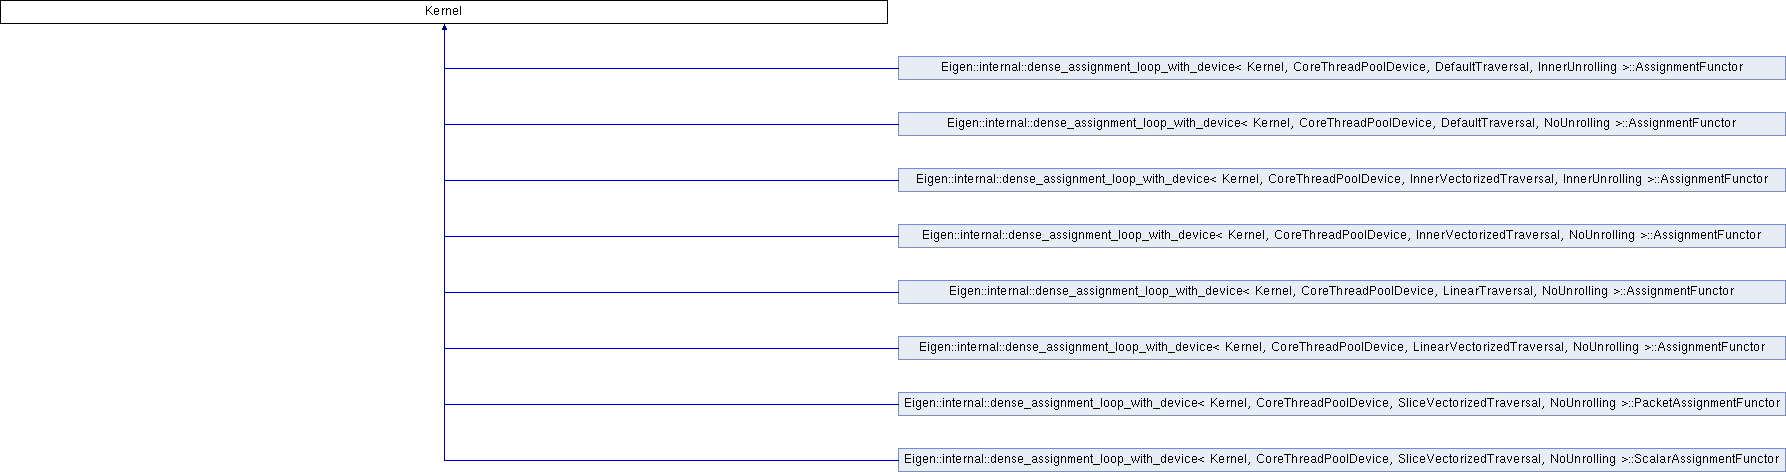 Kernel
Eigen::internal::dense_assignment_loop_with_device< Kernel, CoreThreadPoolDevice, DefaultTraversal, InnerUnrolling >::AssignmentFunctor
Eigen::internal::dense_assignment_loop_with_device< Kernel, CoreThreadPoolDevice, DefaultTraversal, NoUnrolling >::AssignmentFunctor
Eigen::internal::dense_assignment_loop_with_device< Kernel, CoreThreadPoolDevice, InnerVectorizedTraversal, InnerUnrolling >::AssignmentFunctor
Eigen::internal::dense_assignment_loop_with_device< Kernel, CoreThreadPoolDevice, InnerVectorizedTraversal, NoUnrolling >::AssignmentFunctor
Eigen::internal::dense_assignment_loop_with_device< Kernel, CoreThreadPoolDevice, LinearTraversal, NoUnrolling >::AssignmentFunctor
Eigen::internal::dense_assignment_loop_with_device< Kernel, CoreThreadPoolDevice, LinearVectorizedTraversal, NoUnrolling >::AssignmentFunctor
Eigen::internal::dense_assignment_loop_with_device< Kernel, CoreThreadPoolDevice, SliceVectorizedTraversal, NoUnrolling >::PacketAssignmentFunctor
Eigen::internal::dense_assignment_loop_with_device< Kernel, CoreThreadPoolDevice, SliceVectorizedTraversal, NoUnrolling >::ScalarAssignmentFunctor